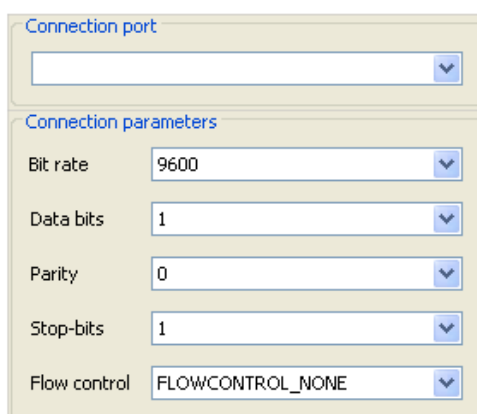 Connection port
Connection parameters
Bit rate 9600
Data bits 1
Parity 0
Stop-bits 1
Flow control FLOWCONTROL_NONE